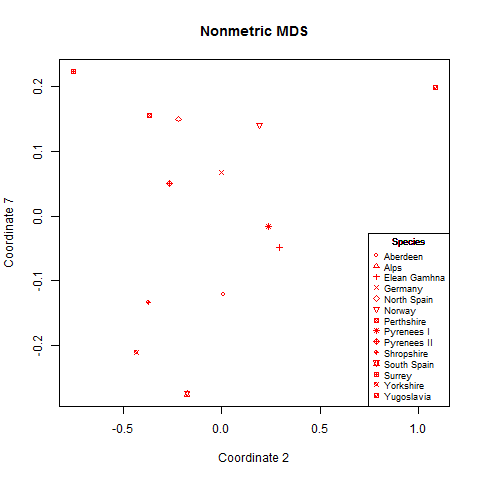 Nonmetric MDS
Coordinate 7
0.2
0.1
0.0
-0.1
-0.2
Species
Aberdeen
Alps
Elean Gamhna
Germany
North Spain
Norway
Perthshire
Pyrenees I
Pyrenees II
Shropshire
South Spain
Surrey
Yorkshire
Yugoslavia
-0.5 0.0 0.5 1.0
Coordinate 2